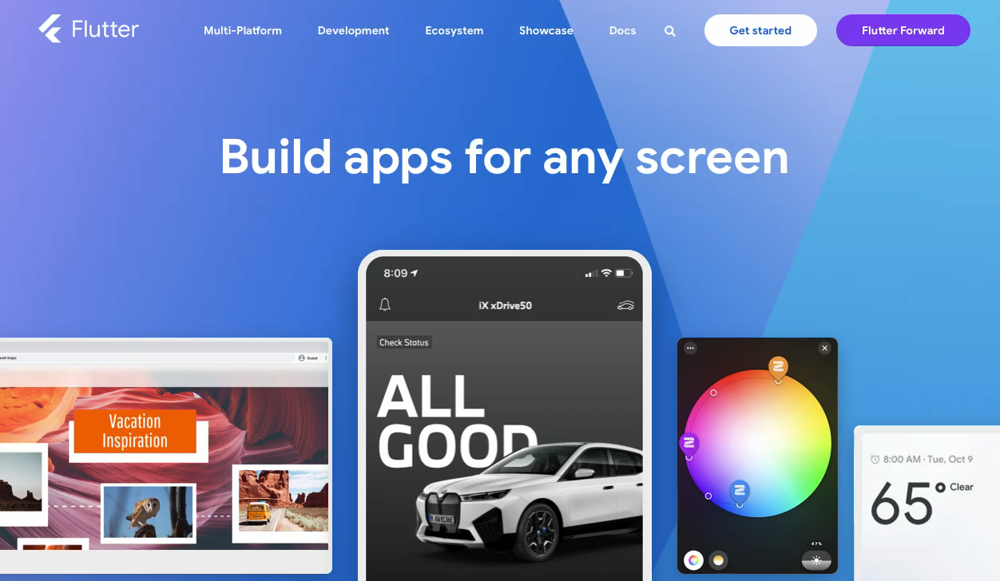 Flutter
Multi-Platform
Development
Ecosystem
Showcase
Docs
Get started
Flutter Forward
Build apps for any screen
8:09
iX xDrive50
Check Status
ALL
GOOD
Guest
Vacation
Inspiration
47%
8:00 AM · Tue, Oct 9
65° Clear